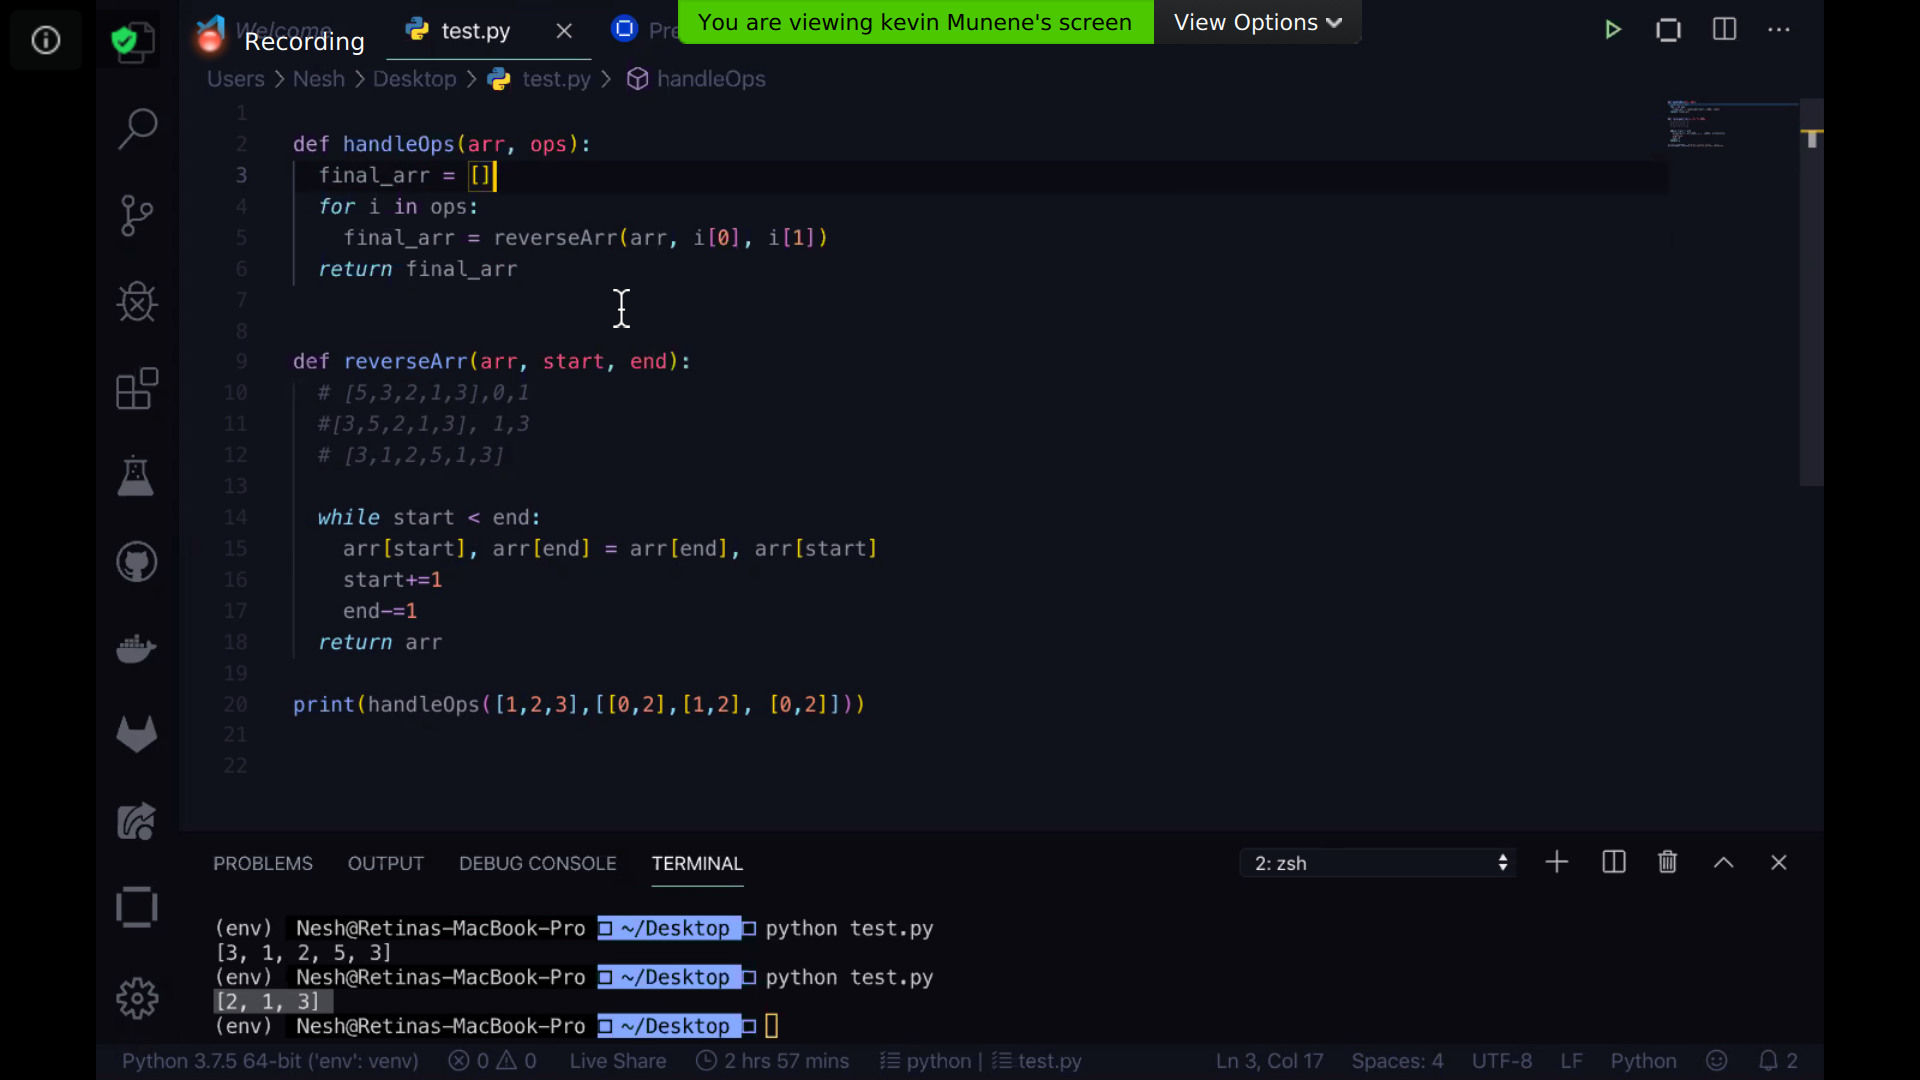 You are viewing kevin Munene's screen
View Options
Recording
Welcome
test.py
Pre
Users > Nesh > Desktop > test.py > handleOps
1
2 def handleOps(arr, ops):
3 final_arr = []
4 for i in ops:
5 final_arr = reverseArr(arr, i[0], i[1])
6 return final_arr
7
8
9 def reverseArr(arr, start, end):
10 # [5,3,2,1,3],0,1
11 #[3,5,2,1,3], 1,3
12 # [3,1,2,5,1,3]
13
14 while start < end:
15 arr[start], arr[end] = arr[end], arr[start]
16 start+=1
17 end-=1
18 return arr
19
20 print(handleOps([1,2,3],[[0,2],[1,2], [0,2]]))
21
22
PROBLEMS OUTPUT DEBUG CONSOLE TERMINAL
2: zsh
(env) Nesh@Retinas-MacBook-Pro ~/Desktop python test.py
[3, 1, 2, 5, 3]
(env) Nesh@Retinas-MacBook-Pro ~/Desktop python test.py
[2, 1, 3]
(env) Nesh@Retinas-MacBook-Pro ~/Desktop
Python 3.7.5 64-bit ('env': venv) 0 0 Live Share 2 hrs 57 mins python | test.py Ln 3, Col 17 Spaces: 4 UTF-8 LF Python 2